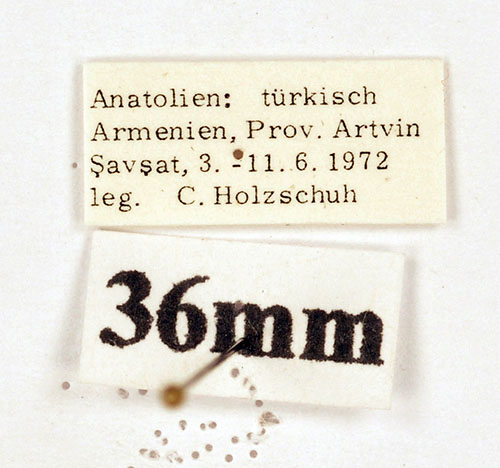 Anatolien: türkisch
Armenien, Prov. Artvin
Şavşat, 3. -11. 6. 1972
leg. C. Holzschuh
36mm